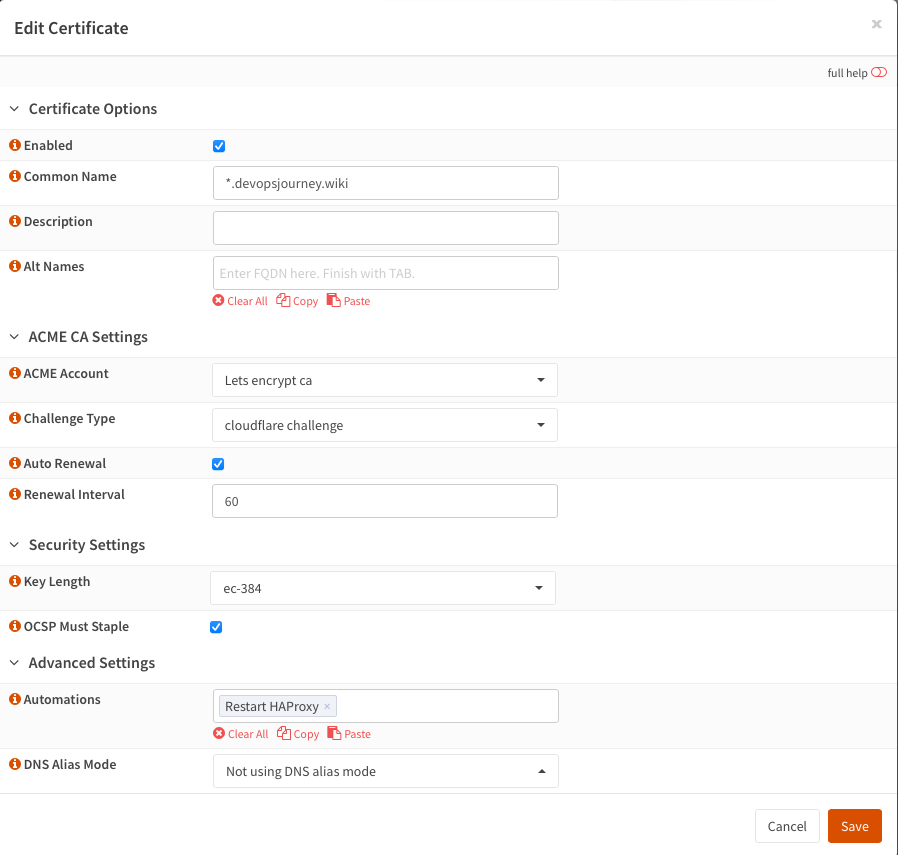 Edit Certificate
×
full help
Certificate Options
Enabled
Common Name
*.devopsjourney.wiki
Description
Alt Names
Enter FQDN here. Finish with TAB.
Clear All Copy Paste
ACME CA Settings
ACME Account
Lets encrypt ca
Challenge Type
cloudflare challenge
Auto Renewal
Renewal Interval
60
Security Settings
Key Length
ec-384
OCSP Must Staple
Advanced Settings
Automations
Restart HAProxy ×
Clear All Copy Paste
DNS Alias Mode
Not using DNS alias mode
Cancel Save